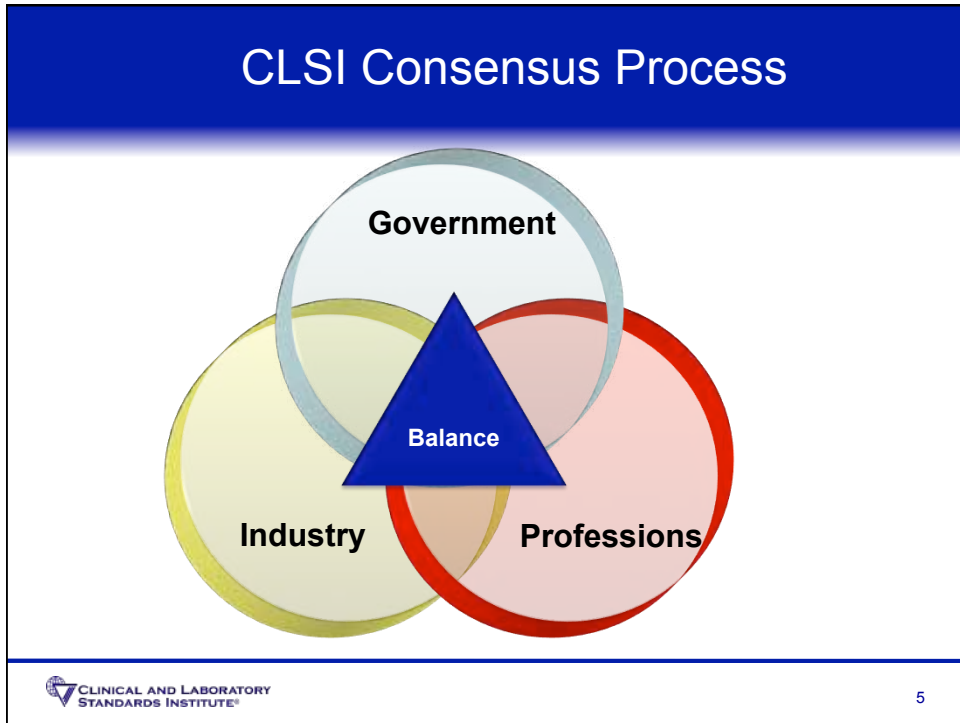 CLSI Consensus Process
Government
Balance
Industry
Professions
CLINICAL AND LABORATORY
STANDARDS INSTITUTE®
5